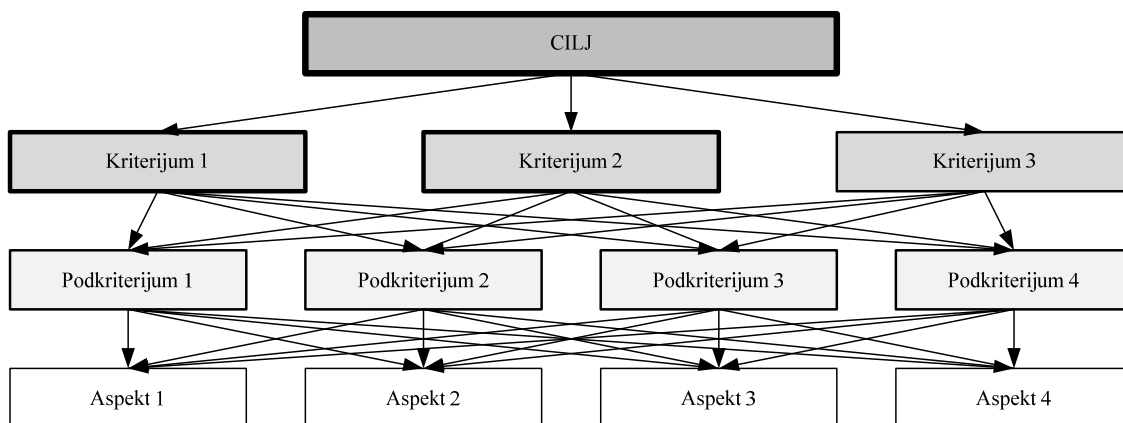 CILJ
Kriterijum 1
Kriterijum 2
Kriterijum 3
Podkriterijum 1
Podkriterijum 2
Podkriterijum 3
Podkriterijum 4
Aspekt 1
Aspekt 2
Aspekt 3
Aspekt 4